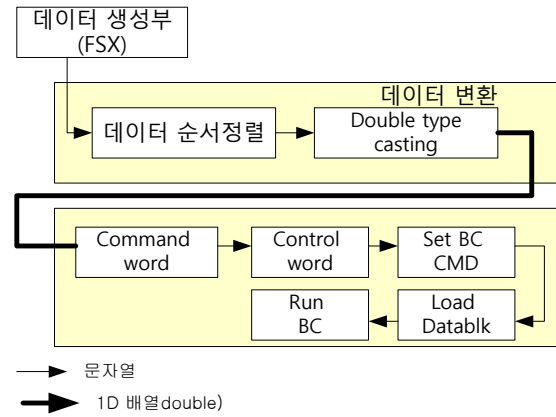 데이터 생성부
(FSX)
데이터 변환
데이터 순서정렬
Double type
casting
Command
word
Control
word
Set BC
CMD
Run
BC
Load
Datablk
문자열
1D 배열double)